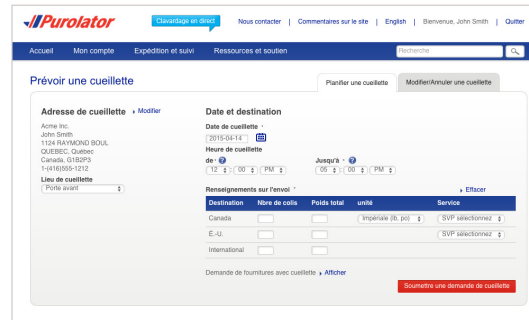 Purolator
Clavardage en direct
Nous contacter | Commentaires sur le site | English | Bienvenue, John Smith | Quitter
Accueil Mon compte Expédition et suivi Ressources et soutien Recherche
Prévoir une cueillette
Planifier une cueillette Modifier/Annuler une cueillette
Adresse de cueillette Modifier
Acme Inc.
John Smith
1124 RAYMOND BOUL
QUEBEC, Québec
Canada, G1B2P3
1-(416)555-1212
Lieu de cueillette
Porte avant
Date et destination
Date de cueillette *
2015-04-14
Heure de cueillette
de * ? Jusqu'à * ?
12 : 00 PM 05 : 00 PM
Renseignements sur l'envoi * Effacer
Destination Nbre de colis Poids total unité Service
Canada Impériale (lb. po) SVP sélectionnez
É.-U. SVP sélectionnez
International
Demande de fournitures avec cueillette Afficher
Soumettre une demande de cueillette